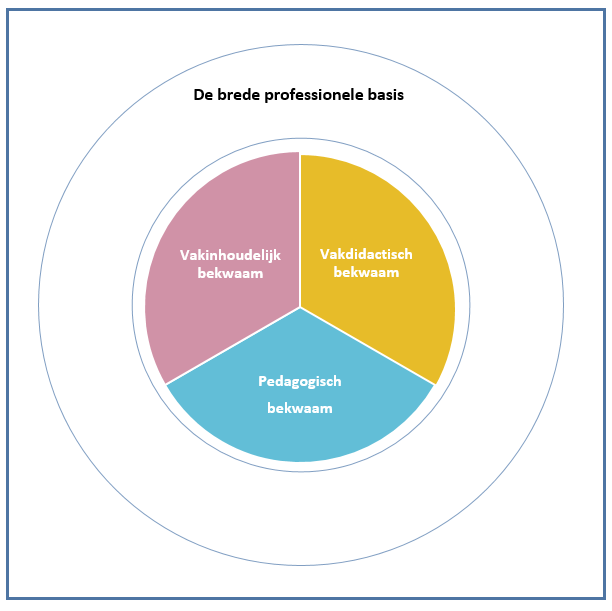 De brede professionele basis
Vakinhoudelijk
bekwaam
Vakdidactisch
bekwaam
Pedagogisch
bekwaam